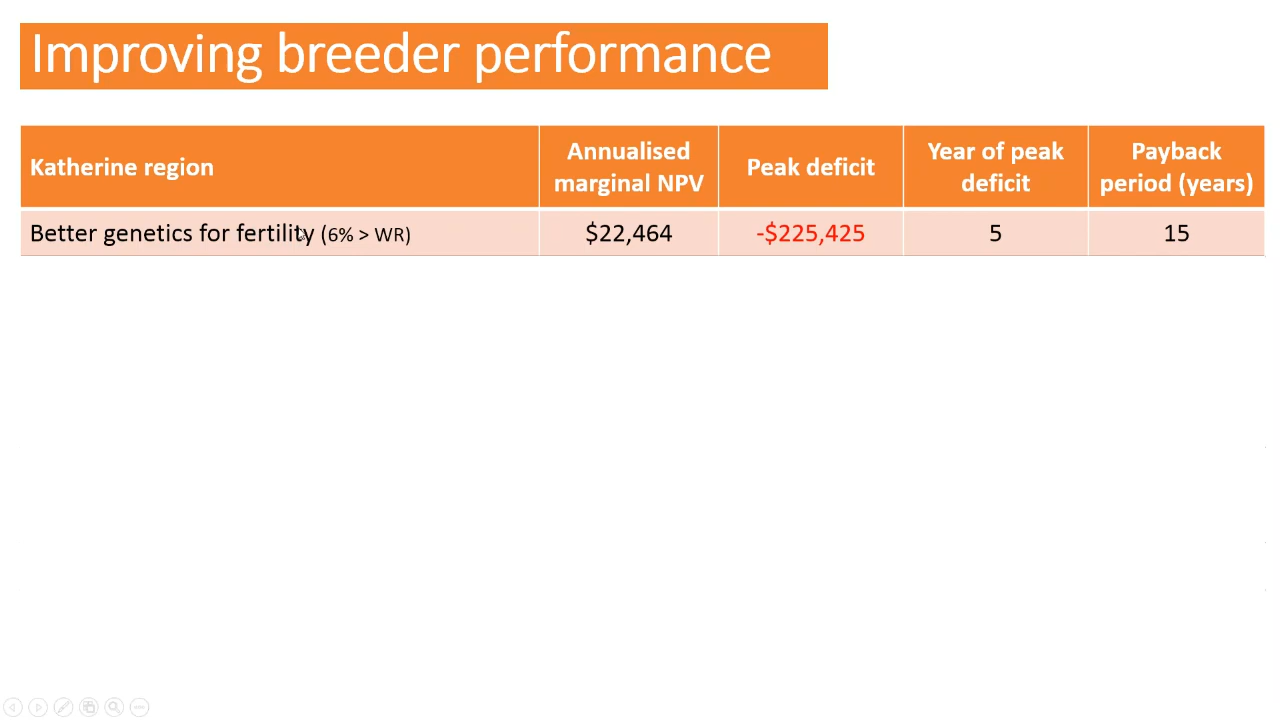 Improving breeder performance
Katherine region
Annualised
marginal NPV
Peak deficit
Year of peak
deficit
Payback
period (years)
Better genetics for fertility (6% > WR)
$22,464
-$225,425
5
15